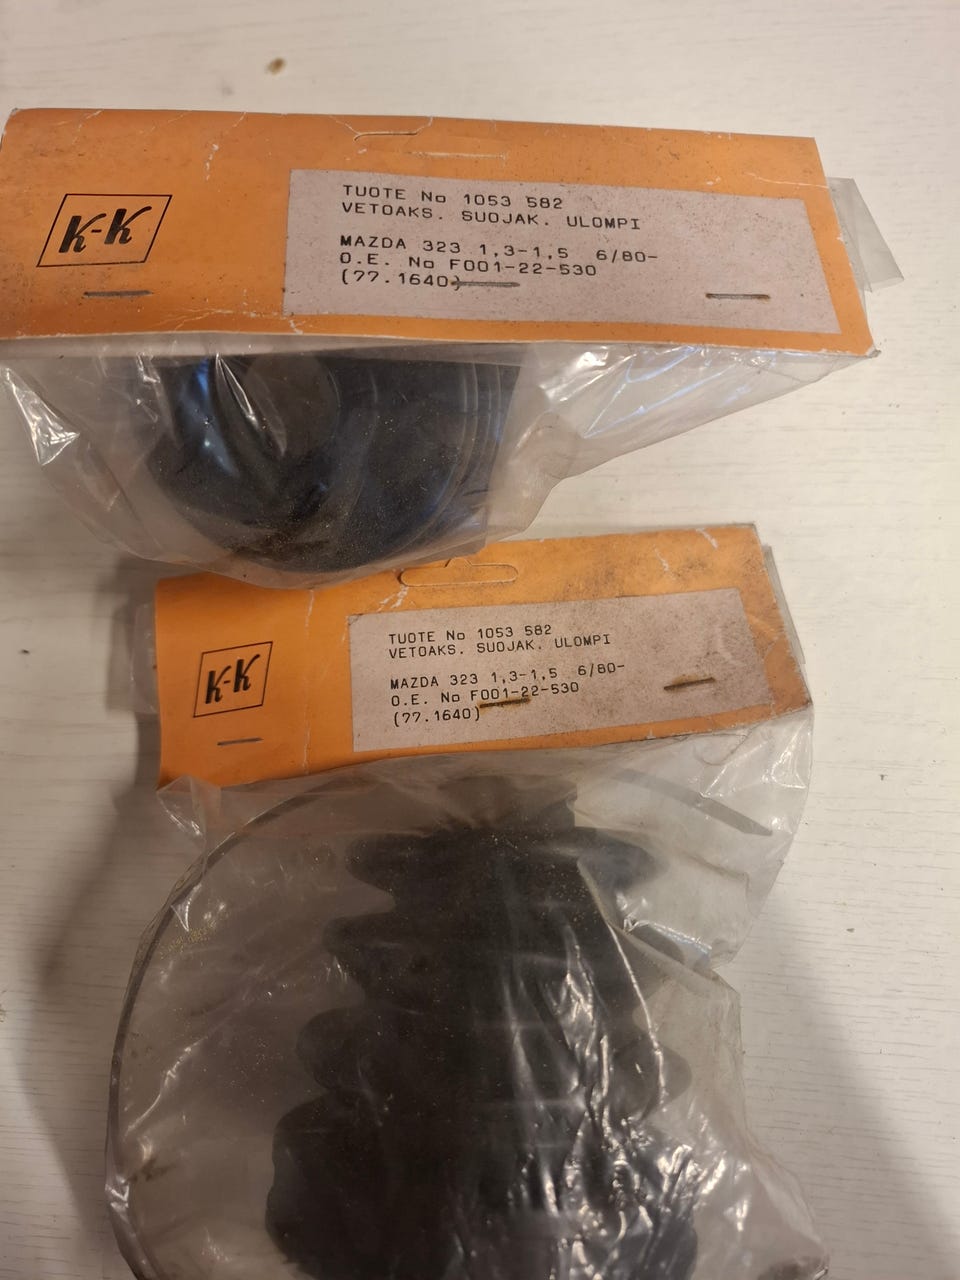 K-K
TUOTE No 1053 582
VETOAKS. SUOJAK. ULOMPI
MAZDA 323 1,3-1,5 6/80-
O.E. No F001-22-530
(77.1640)
K-K
TUOTE No 1053 582
VETOAKS. SUOJAK. ULOMPI
MAZDA 323 1,3-1,5 6/80-
O.E. No F001-22-530
(77.1640)